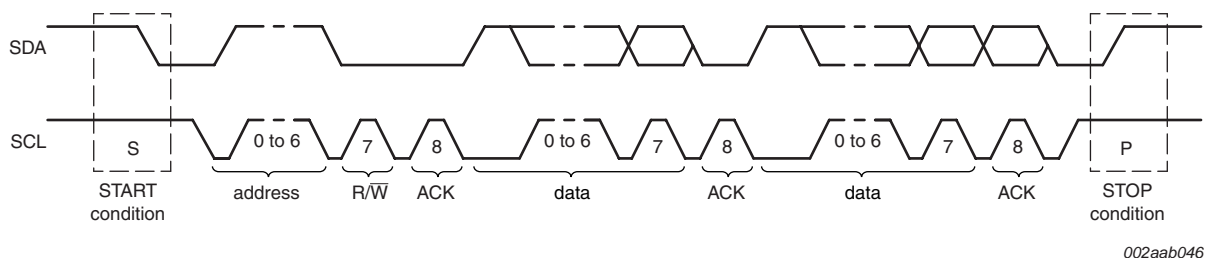 SDA
SCL
S
0 to 6
7
8
0 to 6
7
8
0 to 6
7
8
P
START
condition
address
R/W̅
ACK
data
ACK
data
ACK
STOP
condition
002aab046